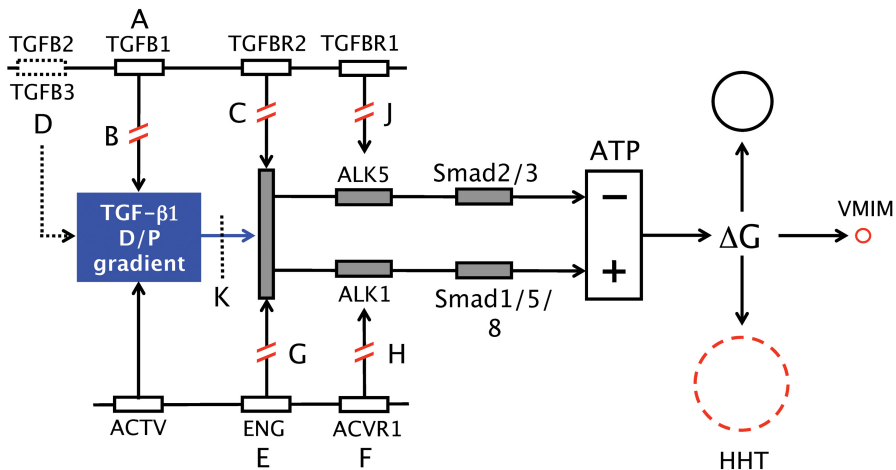 A
TGFB2 TGFB1 TGFBR2 TGFBR1
TGFB3
D B C J
ATP
ALK5 Smad2/3 −
TGF-β1
D/P
gradient
K
ΔG VMIM
+
ALK1 Smad1/5/
8
G H
ACTV ENG ACVR1
E F
HHT